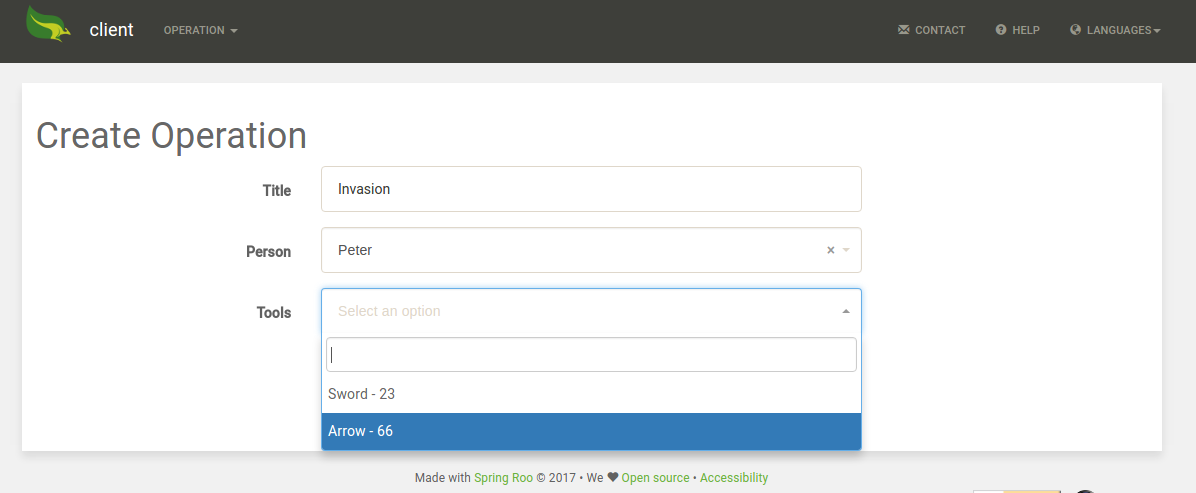 client OPERATION CONTACT HELP LANGUAGES
Create Operation
Title Invasion
Person Peter ×
Tools Select an option
Sword - 23
Arrow - 66
Made with Spring Roo © 2017 • We ❤ Open source • Accessibility